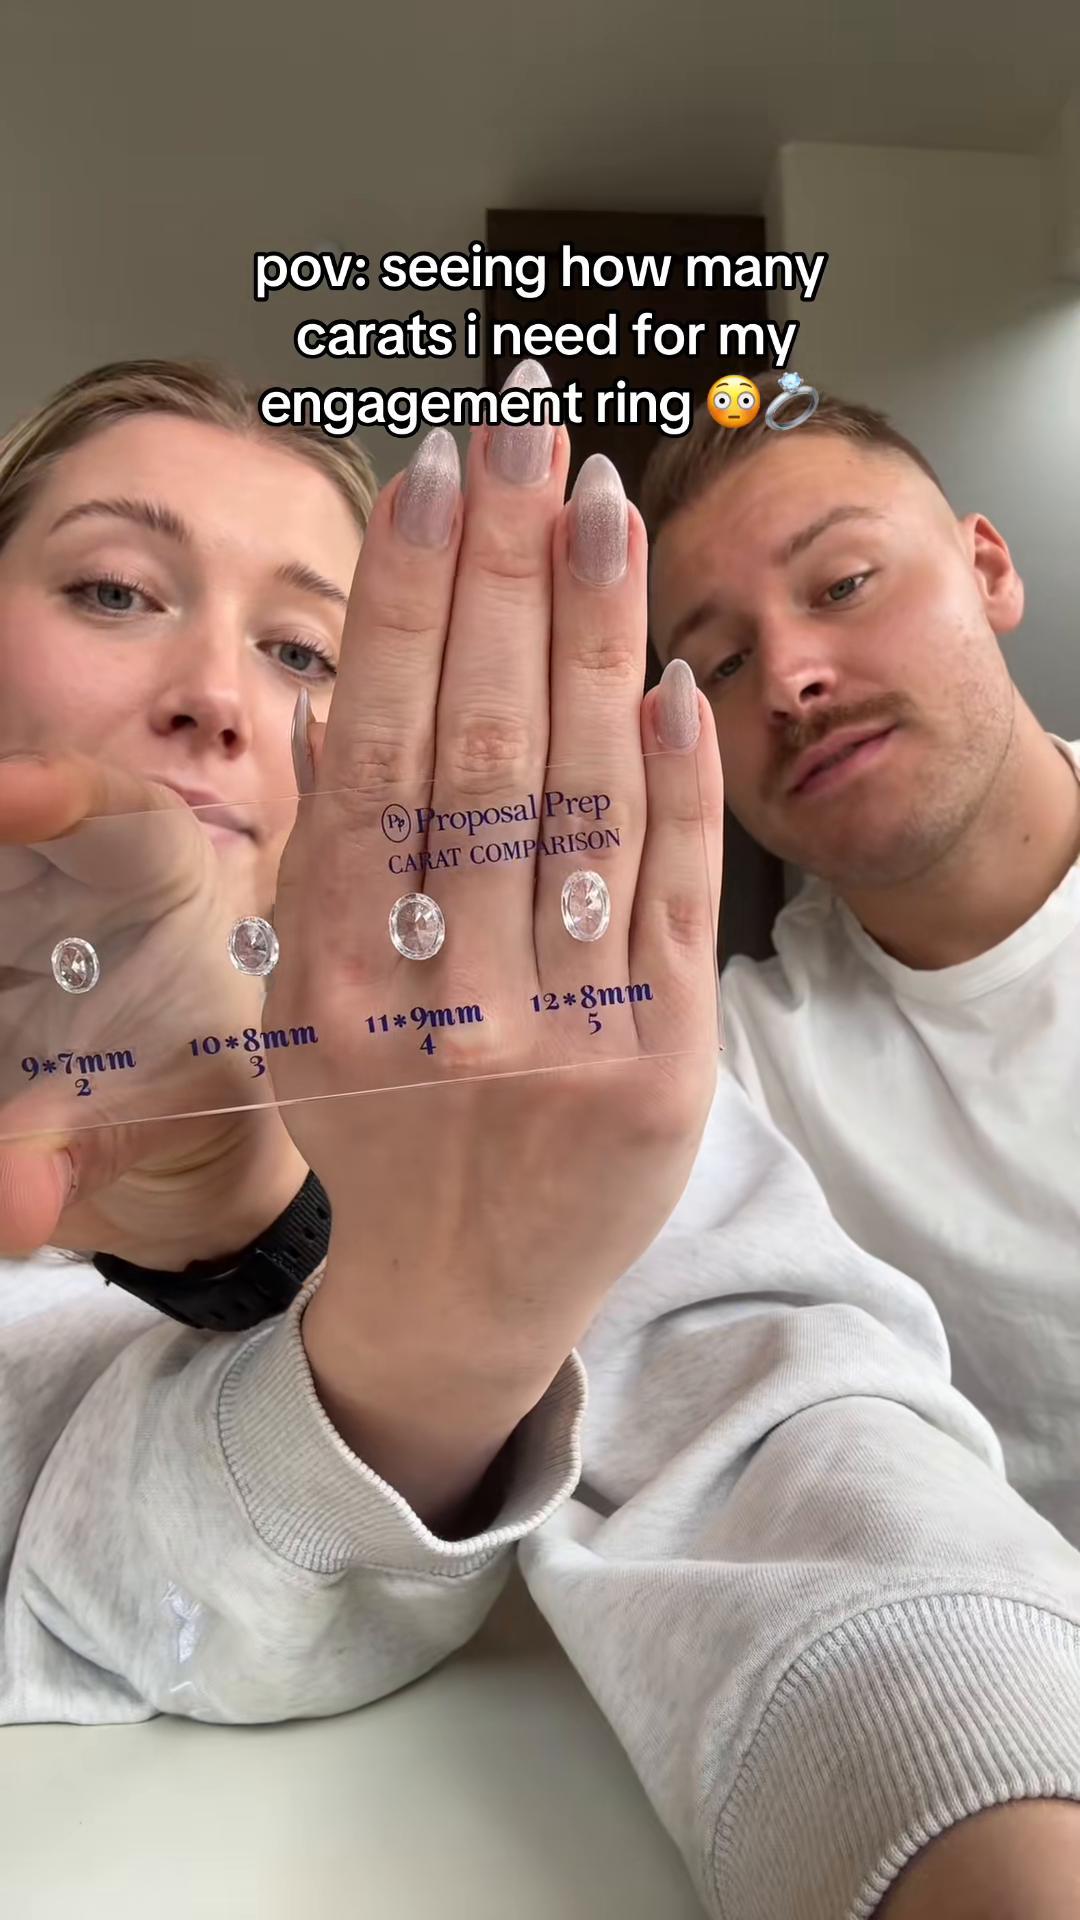 pov: seeing how many
carats i need for my
engagement ring 😳💍
Pp Proposal Prep
CARAT COMPARISON
9*7mm
2
10*8mm
3
11*9mm
4
12*8mm
5